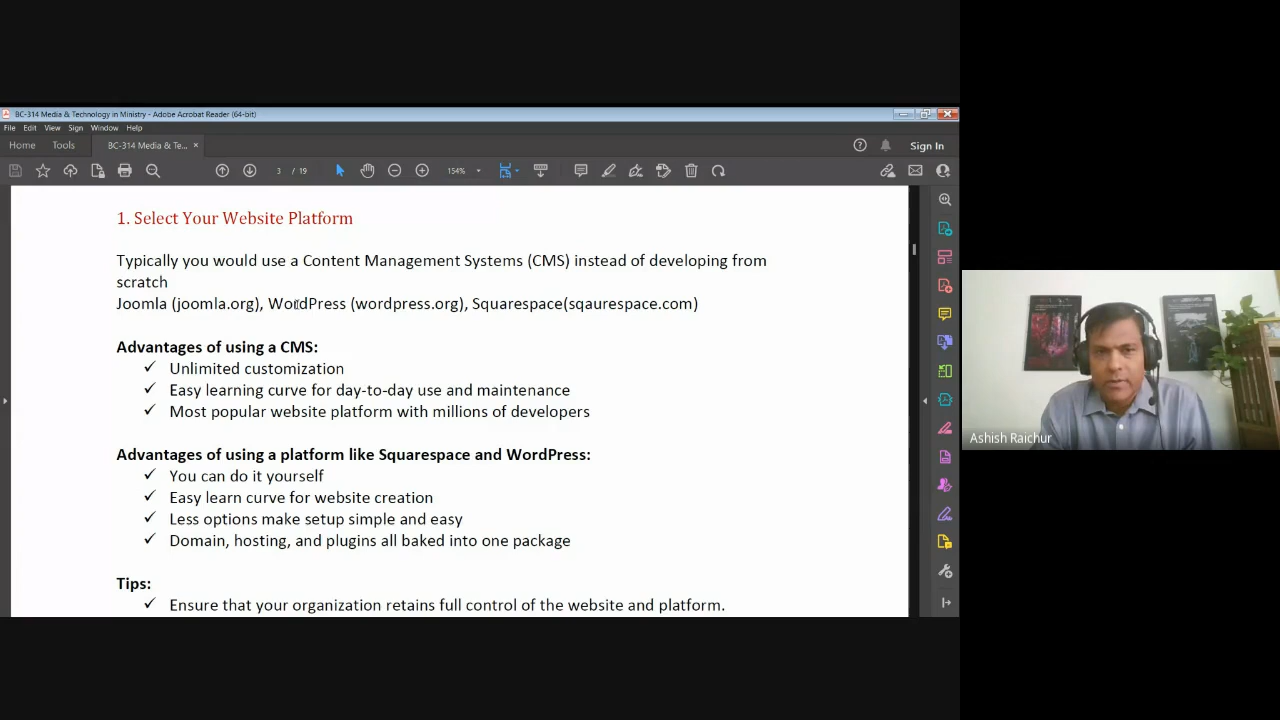 BC-314 Media & Technology in Ministry - Adobe Acrobat Reader (64-bit)
File Edit View Sign Window Help
Home Tools BC-314 Media & Te... × Sign In
3 / 19 154%
1. Select Your Website Platform
Typically you would use a Content Management Systems (CMS) instead of developing from
scratch
Joomla (joomla.org), WordPress (wordpress.org), Squarespace(sqaurespace.com)
Advantages of using a CMS:
✓ Unlimited customization
✓ Easy learning curve for day-to-day use and maintenance
✓ Most popular website platform with millions of developers
Advantages of using a platform like Squarespace and WordPress:
✓ You can do it yourself
✓ Easy learn curve for website creation
✓ Less options make setup simple and easy
✓ Domain, hosting, and plugins all baked into one package
Tips:
✓ Ensure that your organization retains full control of the website and platform.
Ashish Raichur